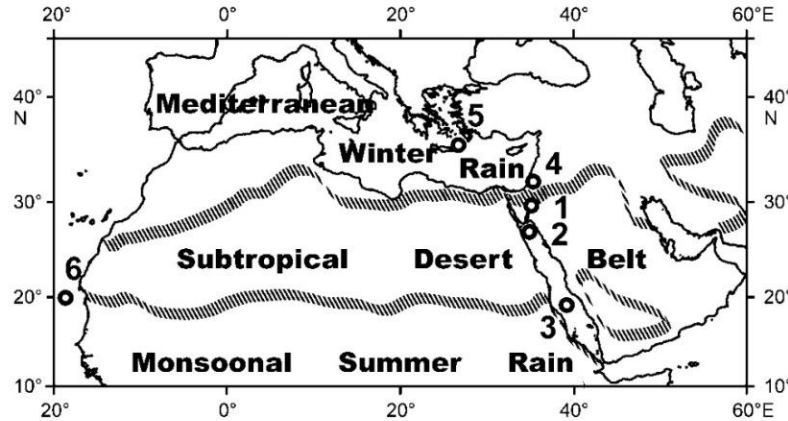 20° 0° 20° 40° 60°E
40° N 40° N
Mediterranean
5
Winter Rain 4
30° 30°
1
2
6
Subtropical Desert Belt
20° 20°
3
Monsoonal Summer Rain
10° 10°
20° 0° 20° 40° 60°E